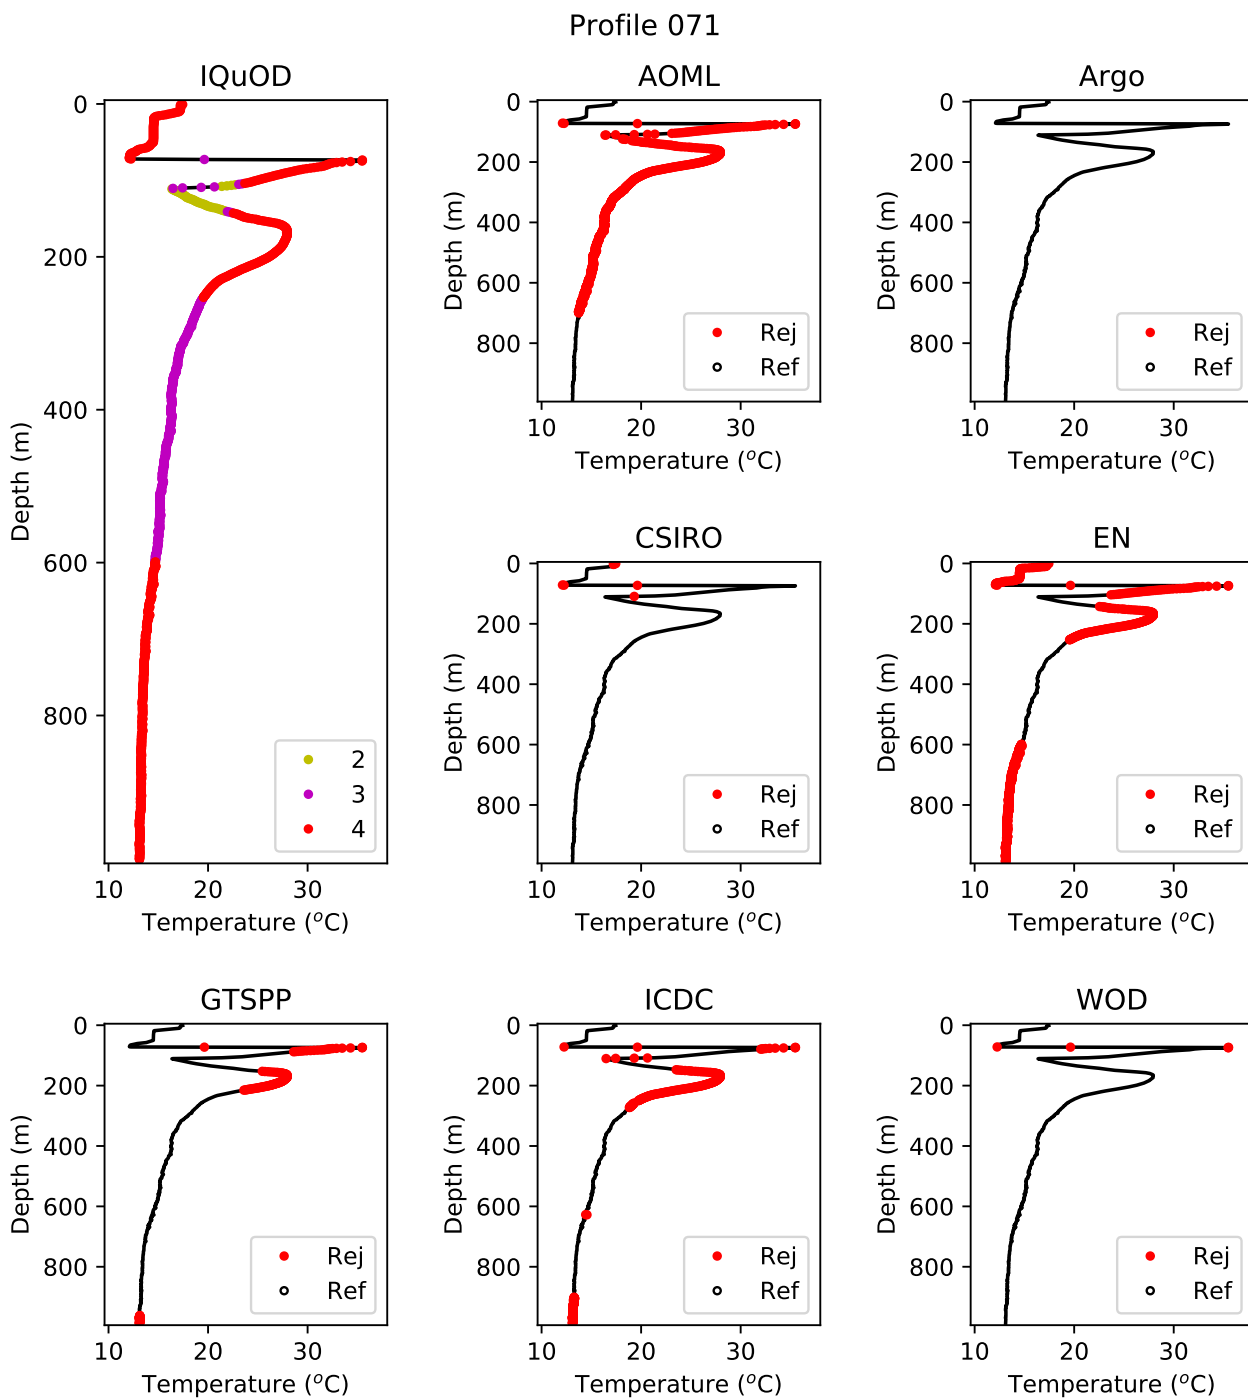 Profile 071
IQuOD
0
200
400
600
800
Depth (m)
2
3
4
10 20 30
Temperature (°C)
AOML
0
200
400
600
800
Depth (m)
Rej
Ref
10 20 30
Temperature (°C)
Argo
0
200
400
600
800
Depth (m)
Rej
Ref
10 20 30
Temperature (°C)
CSIRO
0
200
400
600
800
Depth (m)
Rej
Ref
10 20 30
Temperature (°C)
EN
0
200
400
600
800
Depth (m)
Rej
Ref
10 20 30
Temperature (°C)
GTSPP
0
200
400
600
800
Depth (m)
Rej
Ref
10 20 30
Temperature (°C)
ICDC
0
200
400
600
800
Depth (m)
Rej
Ref
10 20 30
Temperature (°C)
WOD
0
200
400
600
800
Depth (m)
Rej
Ref
10 20 30
Temperature (°C)